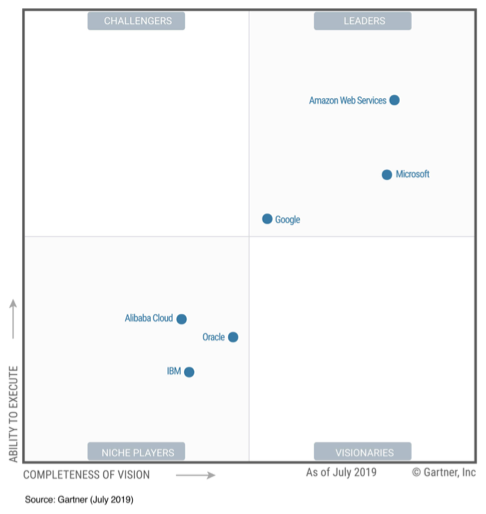 CHALLENGERS
LEADERS
Amazon Web Services
Microsoft
Google
Alibaba Cloud
Oracle
IBM
ABILITY TO EXECUTE
NICHE PLAYERS
VISIONARIES
COMPLETENESS OF VISION
As of July 2019
© Gartner, Inc
Source: Gartner (July 2019)